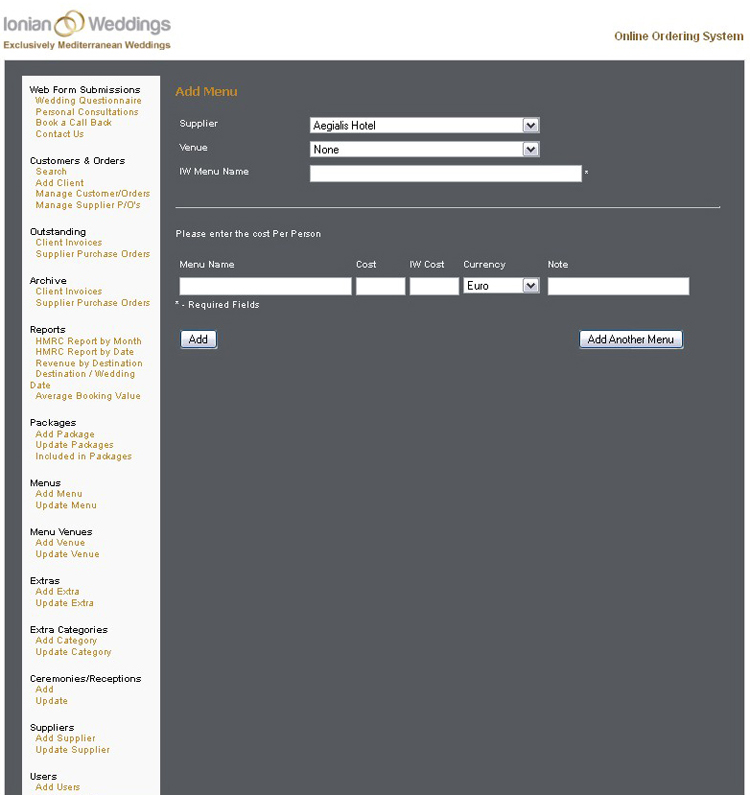 Ionian Weddings
Exclusively Mediterranean Weddings
Online Ordering System
Web Form Submissions
Wedding Questionnaire
Personal Consultations
Book a Call Back
Contact Us
Customers & Orders
Search
Add Client
Manage Customer/Orders
Manage Supplier P/O's
Outstanding
Client Invoices
Supplier Purchase Orders
Archive
Client Invoices
Supplier Purchase Orders
Reports
HMRC Report by Month
HMRC Report by Date
Revenue by Destination
Destination / Wedding
Date
Average Booking Value
Packages
Add Package
Update Packages
Included in Packages
Menus
Add Menu
Update Menu
Menu Venues
Add Venue
Update Venue
Extras
Add Extra
Update Extra
Extra Categories
Add Category
Update Category
Ceremonies/Receptions
Add
Update
Suppliers
Add Supplier
Update Supplier
Users
Add Users
Add Menu
Supplier Aegialis Hotel
Venue None
IW Menu Name *
Please enter the cost Per Person
Menu Name Cost IW Cost Currency Note
Euro
* - Required Fields
Add Add Another Menu